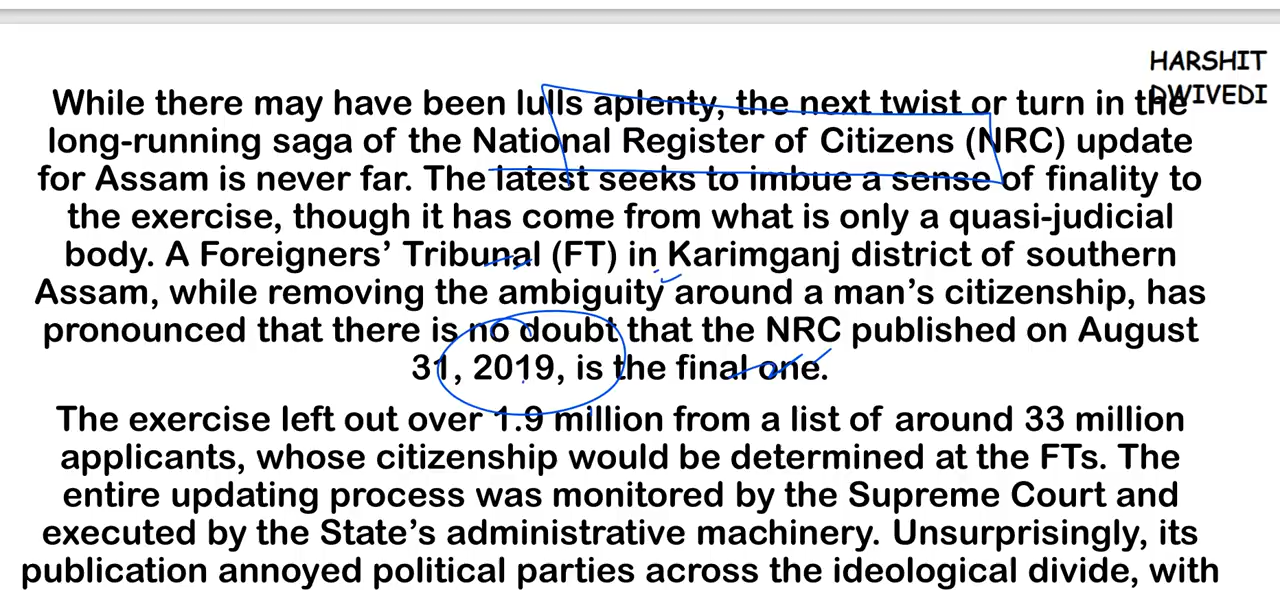 HARSHIT
DWIVEDI
While there may have been lulls aplenty, the next twist or turn in the
long-running saga of the National Register of Citizens (NRC) update
for Assam is never far. The latest seeks to imbue a sense of finality to
the exercise, though it has come from what is only a quasi-judicial
body. A Foreigners’ Tribunal (FT) in Karimganj district of southern
Assam, while removing the ambiguity around a man’s citizenship, has
pronounced that there is no doubt that the NRC published on August
31, 2019, is the final one.
The exercise left out over 1.9 million from a list of around 33 million
applicants, whose citizenship would be determined at the FTs. The
entire updating process was monitored by the Supreme Court and
executed by the State’s administrative machinery. Unsurprisingly, its
publication annoyed political parties across the ideological divide, with